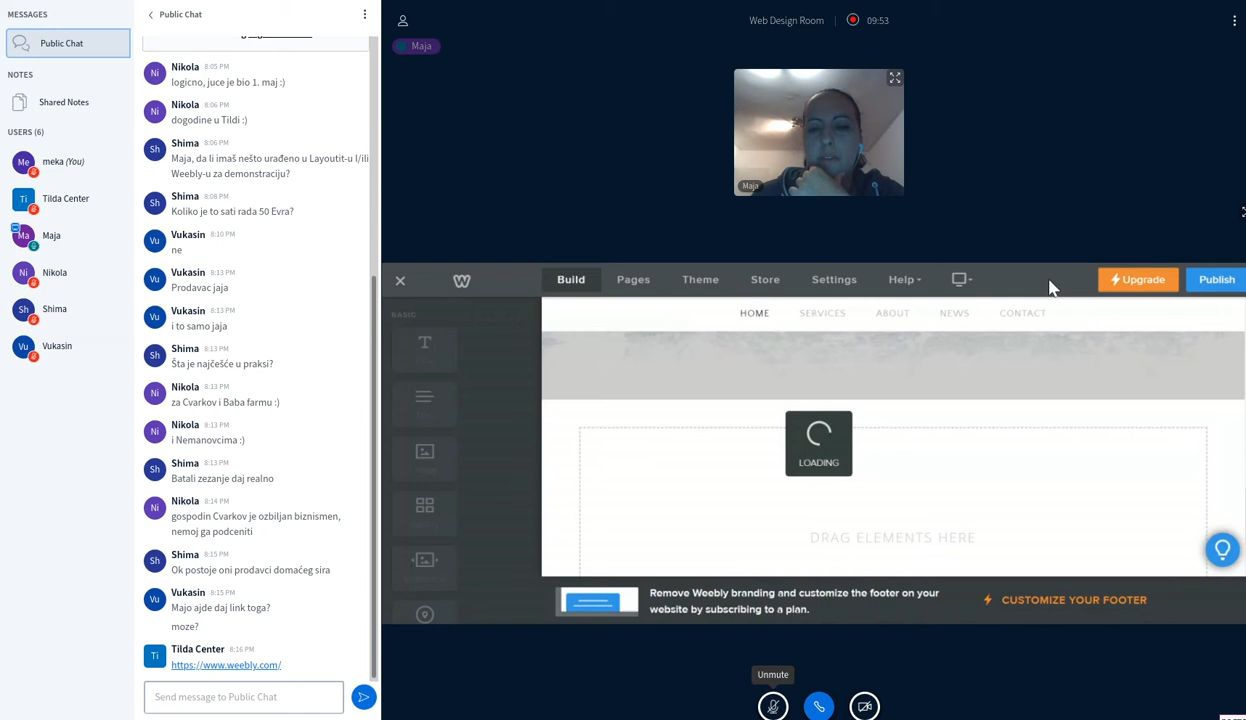 MESSAGES
Public Chat
NOTES
Shared Notes
USERS (6)
Me
meka (You)
Ti
Tilda Center
Ma
Maja
Ni
Nikola
Sh
Shima
Vu
Vukasin
Public Chat
Ni
Nikola 8:05 PM
logicno, juce je bio 1. maj :)
Ni
Nikola 8:06 PM
dogodine u Tildi :)
Sh
Shima 8:06 PM
Maja, da li imaš nešto urađeno u Layoutit-u I/ili
Weebly-u za demonstraciju?
Sh
Shima 8:08 PM
Koliko je to sati rada 50 Evra?
Vu
Vukasin 8:10 PM
ne
Vu
Vukasin 8:13 PM
Prodavac jaja
Vu
Vukasin 8:13 PM
i to samo jaja
Sh
Shima 8:13 PM
Šta je najčešće u praksi?
Ni
Nikola 8:13 PM
za Cvarkov i Baba farmu :)
Ni
Nikola 8:13 PM
i Nemanovcima :)
Sh
Shima 8:13 PM
Batali zezanje daj realno
Ni
Nikola 8:14 PM
gospodin Cvarkov je ozbiljan biznismen,
nemoj ga podceniti
Sh
Shima 8:15 PM
Ok postoje oni prodavci domaćeg sira
Vu
Vukasin 8:15 PM
Majo ajde daj link toga?
moze?
Ti
Tilda Center 8:16 PM
https://www.weebly.com/
Send message to Public Chat
Web Design Room
09:53
Maja
Maja
Build
Pages
Theme
Store
Settings
Help
Upgrade
Publish
BASIC
HOME
SERVICES
ABOUT
NEWS
CONTACT
LOADING
DRAG ELEMENTS HERE
Remove Weebly branding and customize the footer on your
website by subscribing to a plan.
CUSTOMIZE YOUR FOOTER
Unmute